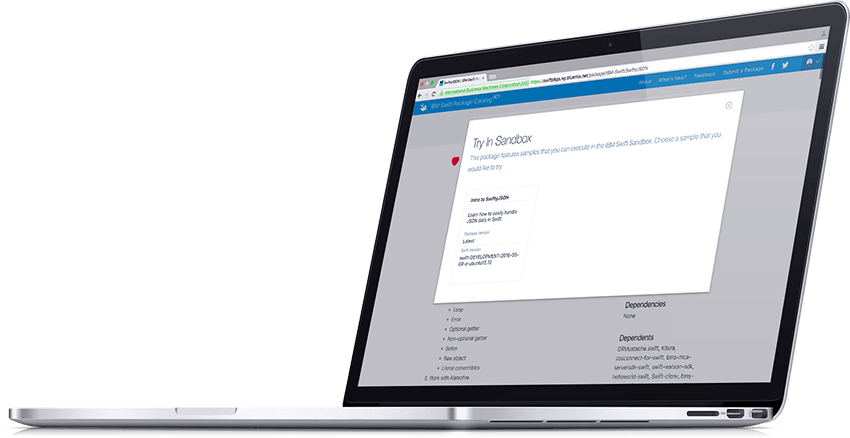 SwiftyJSON | IBM Swift P
International Business Machines Corporation [US]
https://swiftpkgs.ng.bluemix.net/package/IBM-Swift/SwiftyJSON
IBM Swift Package Catalog BETA
About
What's New?
Feedback
Submit a Package
Try In Sandbox
This package features samples that you can execute in the IBM Swift Sandbox. Choose a sample that you
would like to try.
Intro to SwiftyJSON
Learn how to easily handle
JSON data in Swift.
Package Version
Latest
Swift Version
swift-DEVELOPMENT-2016-05-
09-a-ubuntu15.10
Loop
Error
Optional getter
Non-optional getter
Setter
Raw object
Literal convertibles
5. Work with Alamofire
Dependencies
None
Dependents
GRMustache.swift, Kitura,
zosconnect-for-swift, bms-mca-
serversdk-swift, swift-watson-sdk,
helloworld-swift, Swift-cfenv, bms-